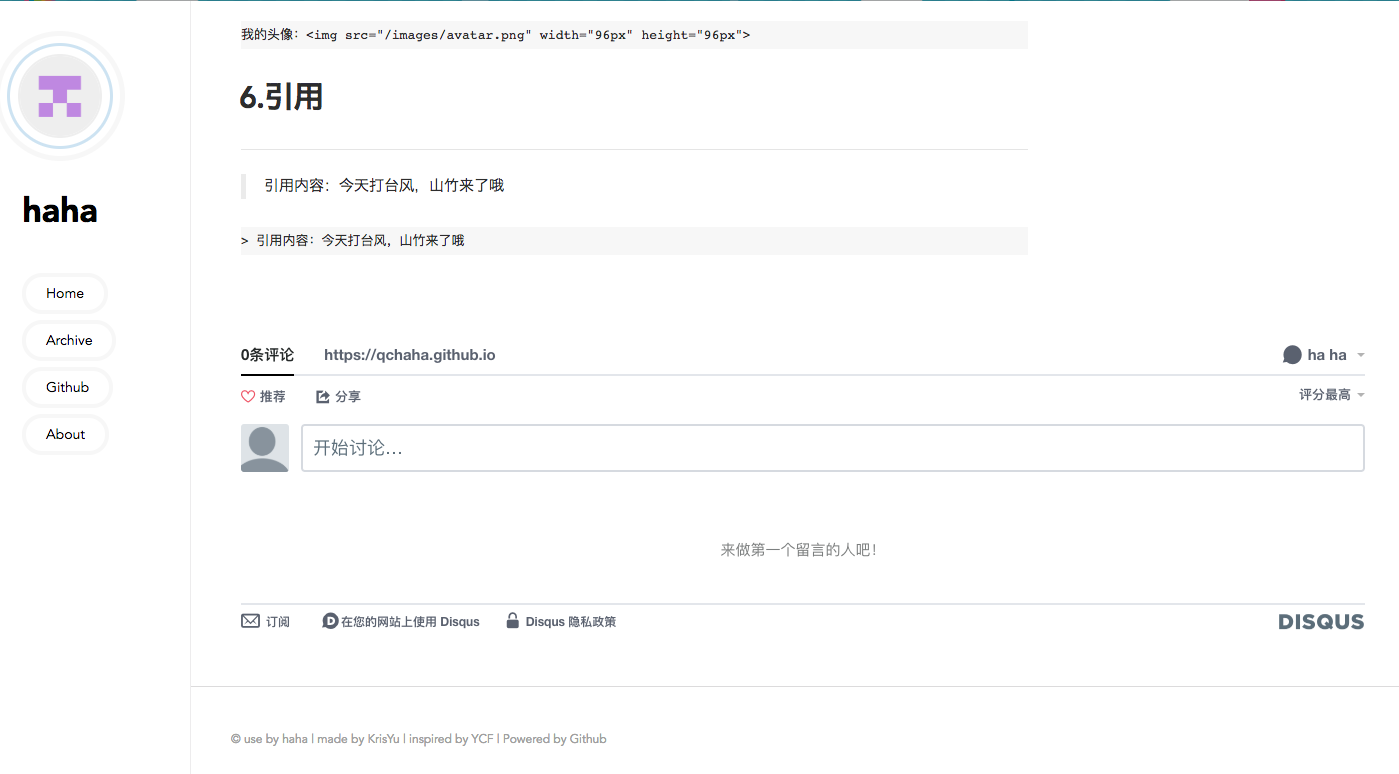 haha
Home
Archive
Github
About
我的头像：<img src="/images/avatar.png" width="96px" height="96px">
6.引用
引用内容：今天打台风，山竹来了哦
> 引用内容：今天打台风，山竹来了哦
0条评论 https://qchaha.github.io ha ha
推荐 分享 评分最高
开始讨论...
来做第一个留言的人吧！
订阅 在您的网站上使用 Disqus Disqus 隐私政策 DISQUS
© use by haha | made by KrisYu | inspired by YCF | Powered by Github